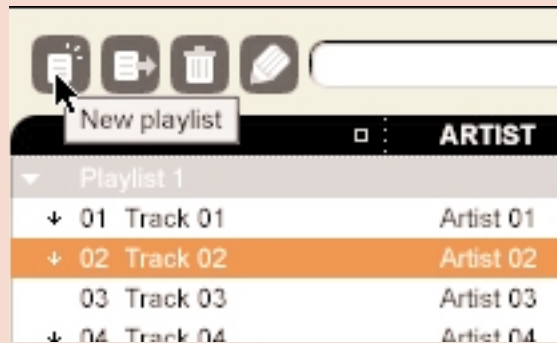 New playlist
ARTIST
Playlist 1
01 Track 01 Artist 01
02 Track 02 Artist 02
03 Track 03 Artist 03
04 Track 04 Artist 04